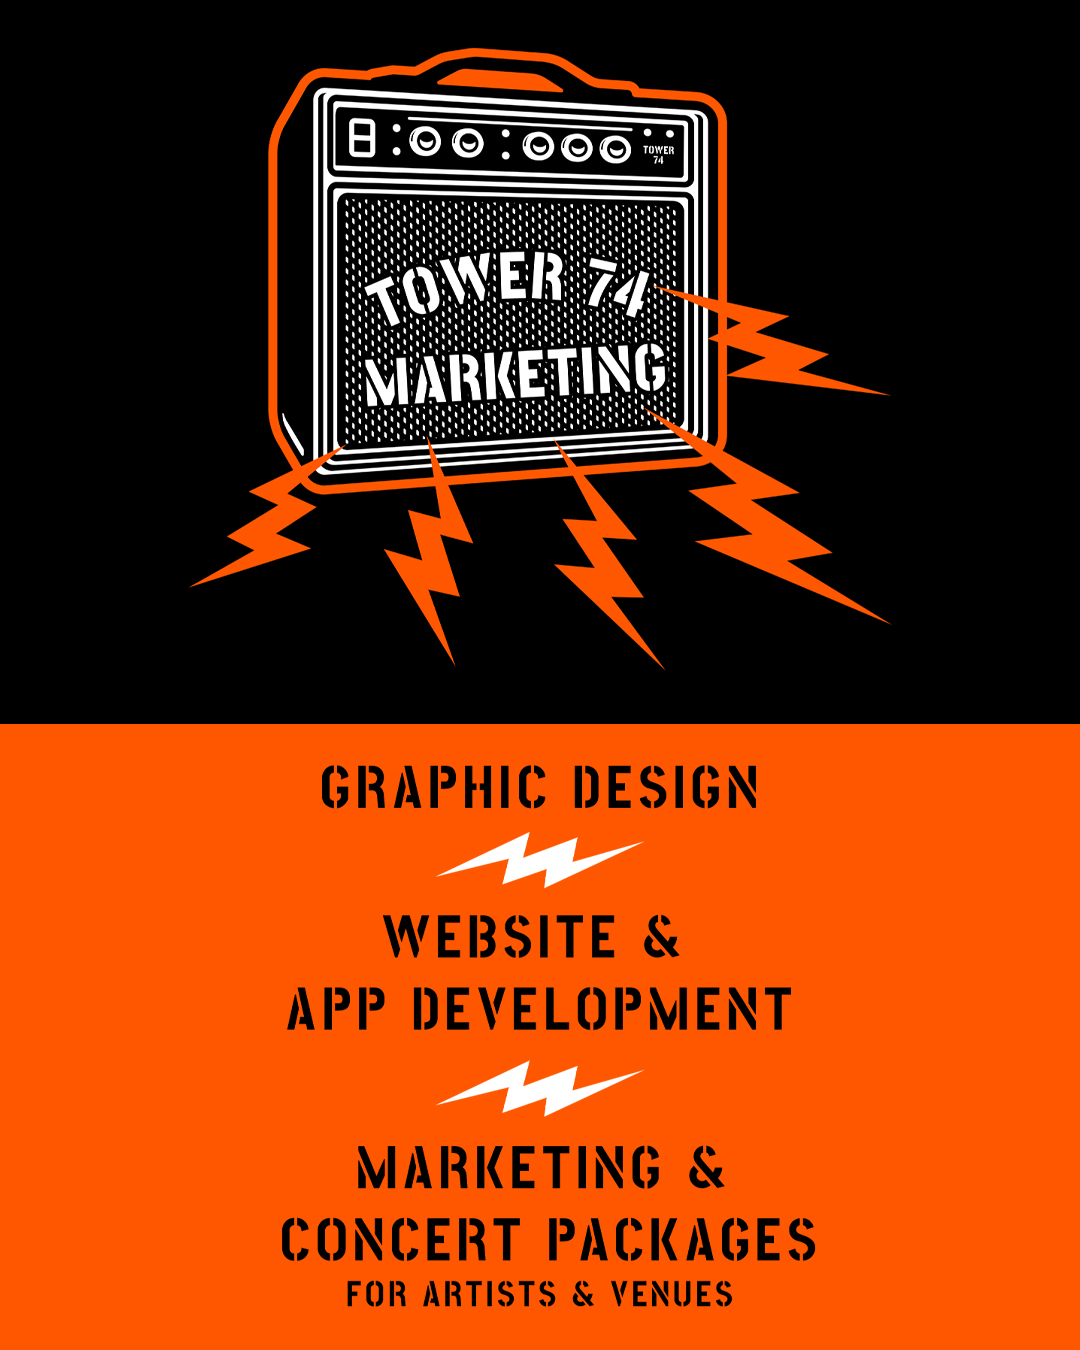 TOWER
74
TOWER 74
MARKETING
GRAPHIC DESIGN
WEBSITE &
APP DEVELOPMENT
MARKETING &
CONCERT PACKAGES
FOR ARTISTS & VENUES